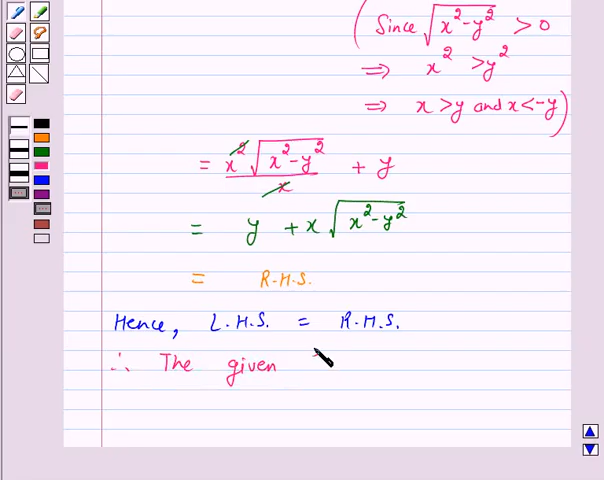 (Since √(x²-y²) > 0
⇒ x² > y²
⇒ x > y and x < -y)
= x² √(x²-y²) / x + y
= y + x √(x²-y²)
= R.H.S.
Hence, L.H.S. = R.H.S.
∴ The given